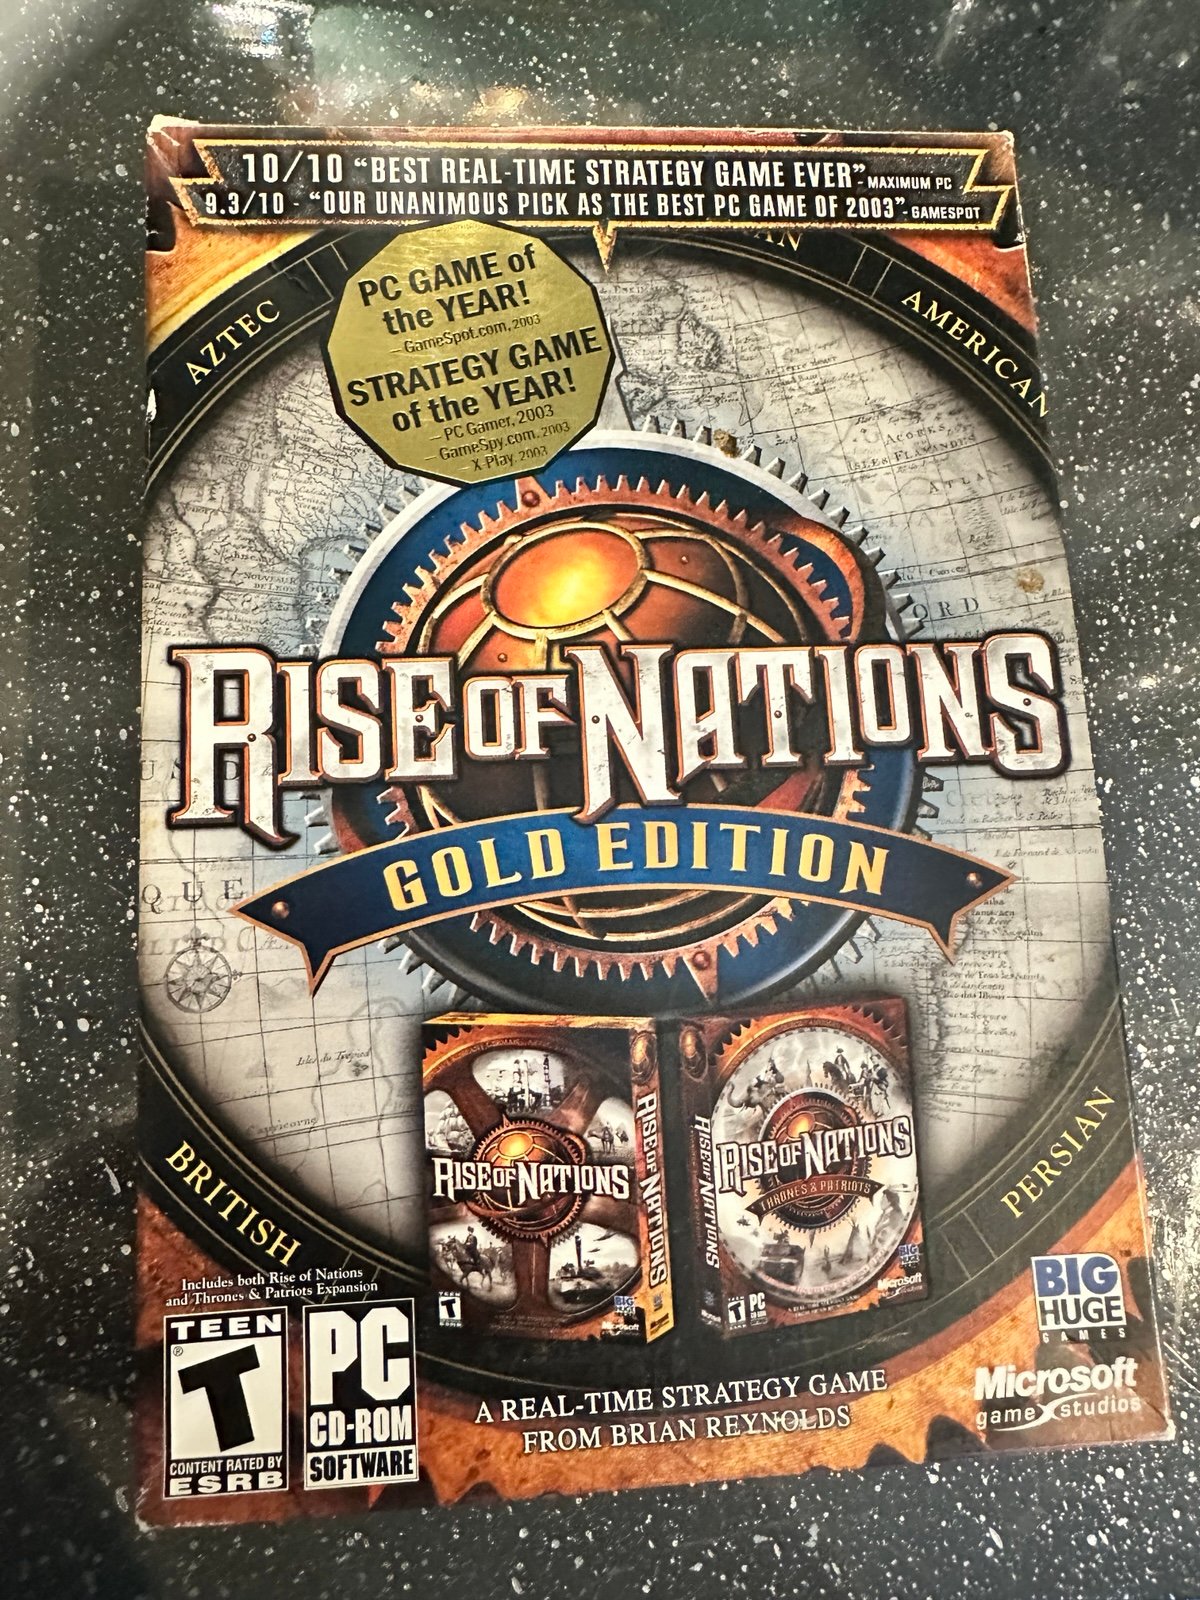 10/10 “BEST REAL-TIME STRATEGY GAME EVER”- MAXIMUM PC
9.3/10 - “OUR UNANIMOUS PICK AS THE BEST PC GAME OF 2003”- GAMESPOT
AZTEC
AMERICAN
PC GAME of
the YEAR!
– GameSpot.com, 2003
STRATEGY GAME
of the YEAR!
– PC Gamer, 2003
– GameSpy.com, 2003
– X-Play, 2003
RISE OF NATIONS
GOLD EDITION
QUE
Isles du Tropique
Capricorne
BRITISH
PERSIAN
RISE OF NATIONS
RISE OF NATIONS
RISE OF NATIONS
RISE OF NATIONS
THRONES & PATRIOTS
Includes both Rise of Nations
and Thrones & Patriots Expansion
TEEN
T
®
CONTENT RATED BY
ESRB
PC
CD-ROM
SOFTWARE
A REAL-TIME STRATEGY GAME
FROM BRIAN REYNOLDS
BIG
HUGE
GAMES
Microsoft
game studios